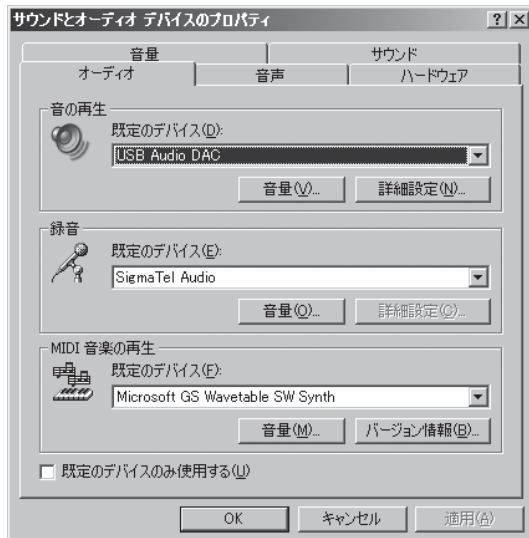 サウンドとオーディオ デバイスのプロパティ
音量
サウンド
オーディオ
音声
ハードウェア
音の再生
既定のデバイス(D):
USB Audio DAC
音量(V)...
詳細設定(N)...
録音
既定のデバイス(E):
SigmaTel Audio
音量(O)...
詳細設定(C)...
MIDI 音楽の再生
既定のデバイス(F):
Microsoft GS Wavetable SW Synth
音量(M)...
バージョン情報(B)...
既定のデバイスのみ使用する(U)
OK
キャンセル
適用(A)